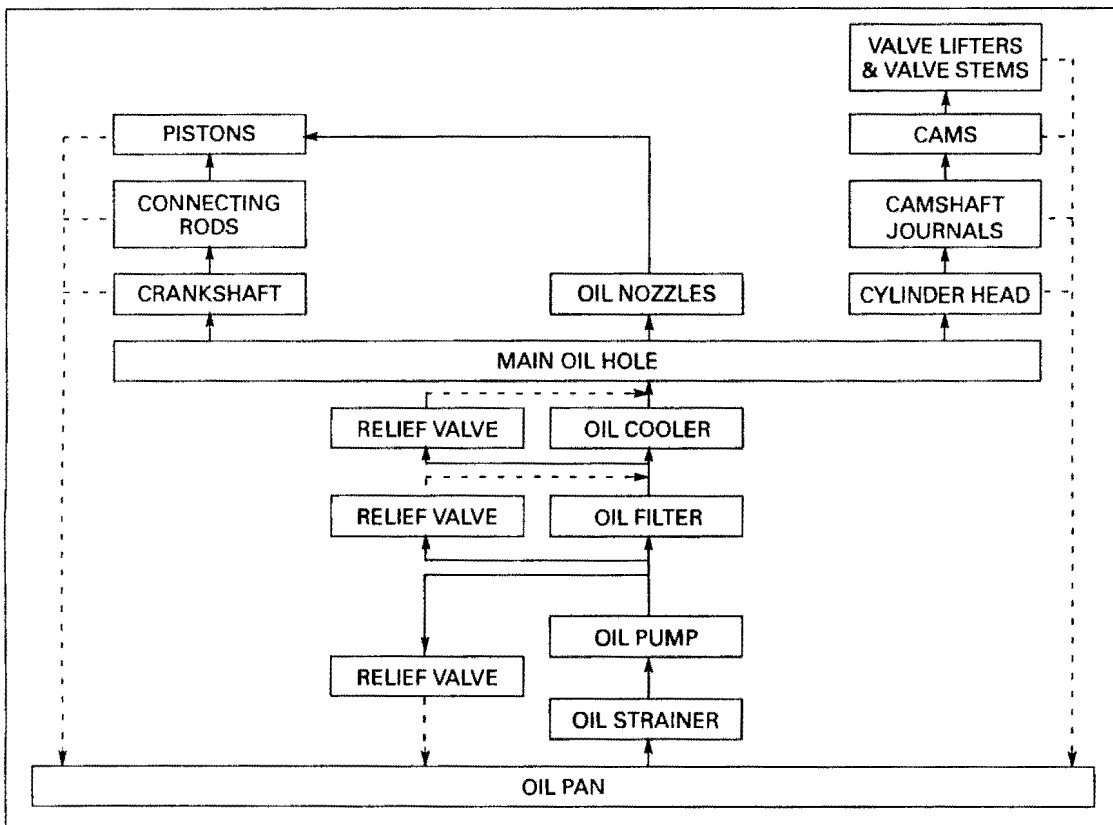 VALVE LIFTERS
& VALVE STEMS
PISTONS
CAMS
CONNECTING
RODS
CAMSHAFT
JOURNALS
CRANKSHAFT
OIL NOZZLES
CYLINDER HEAD
MAIN OIL HOLE
RELIEF VALVE
OIL COOLER
RELIEF VALVE
OIL FILTER
OIL PUMP
RELIEF VALVE
OIL STRAINER
OIL PAN